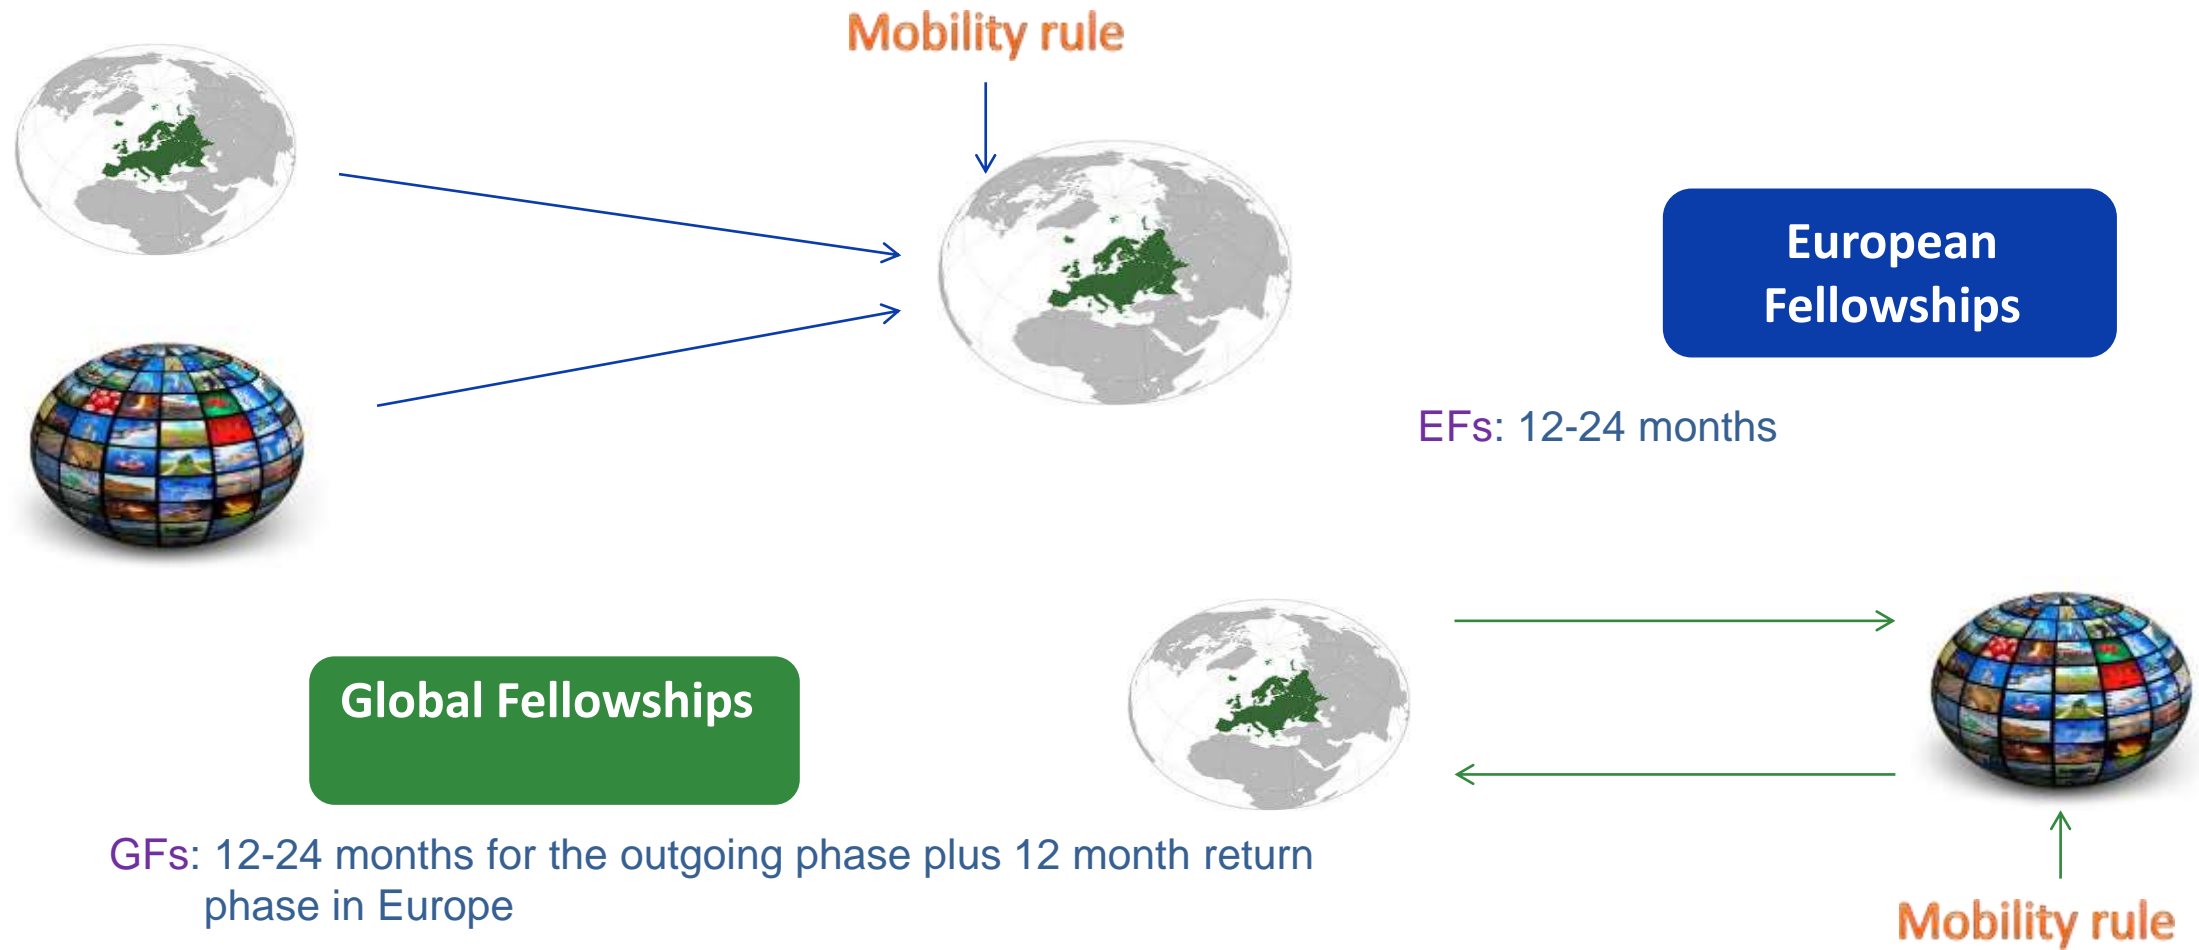 Mobility rule
European
Fellowships
EFs: 12-24 months
Global Fellowships
GFs: 12-24 months for the outgoing phase plus 12 month return
phase in Europe
Mobility rule